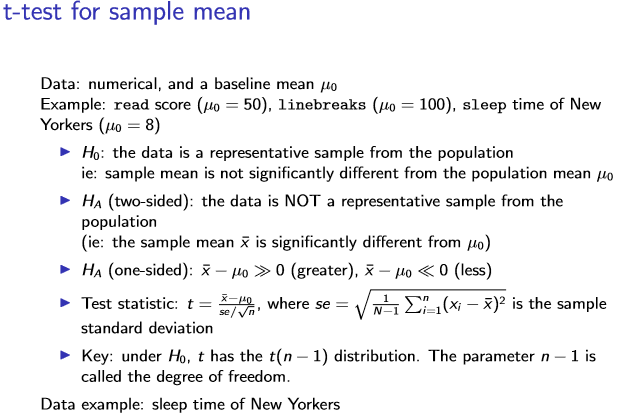 t-test for sample mean
Data: numerical, and a baseline mean μ₀
Example: read score (μ₀ = 50), linebreaks (μ₀ = 100), sleep time of New
Yorkers (μ₀ = 8)
▶ H₀: the data is a representative sample from the population
ie: sample mean is not significantly different from the population mean μ₀
▶ H_A (two-sided): the data is NOT a representative sample from the
population
(ie: the sample mean x̄ is significantly different from μ₀)
▶ H_A (one-sided): x̄ − μ₀ ≫ 0 (greater), x̄ − μ₀ ≪ 0 (less)
▶ Test statistic: t = (x̄−μ₀)/(se/√n), where se = √(1/(N−1) ∑ⁿᵢ₌₁(xᵢ − x̄)²) is the sample
standard deviation
▶ Key: under H₀, t has the t(n − 1) distribution. The parameter n − 1 is
called the degree of freedom.
Data example: sleep time of New Yorkers